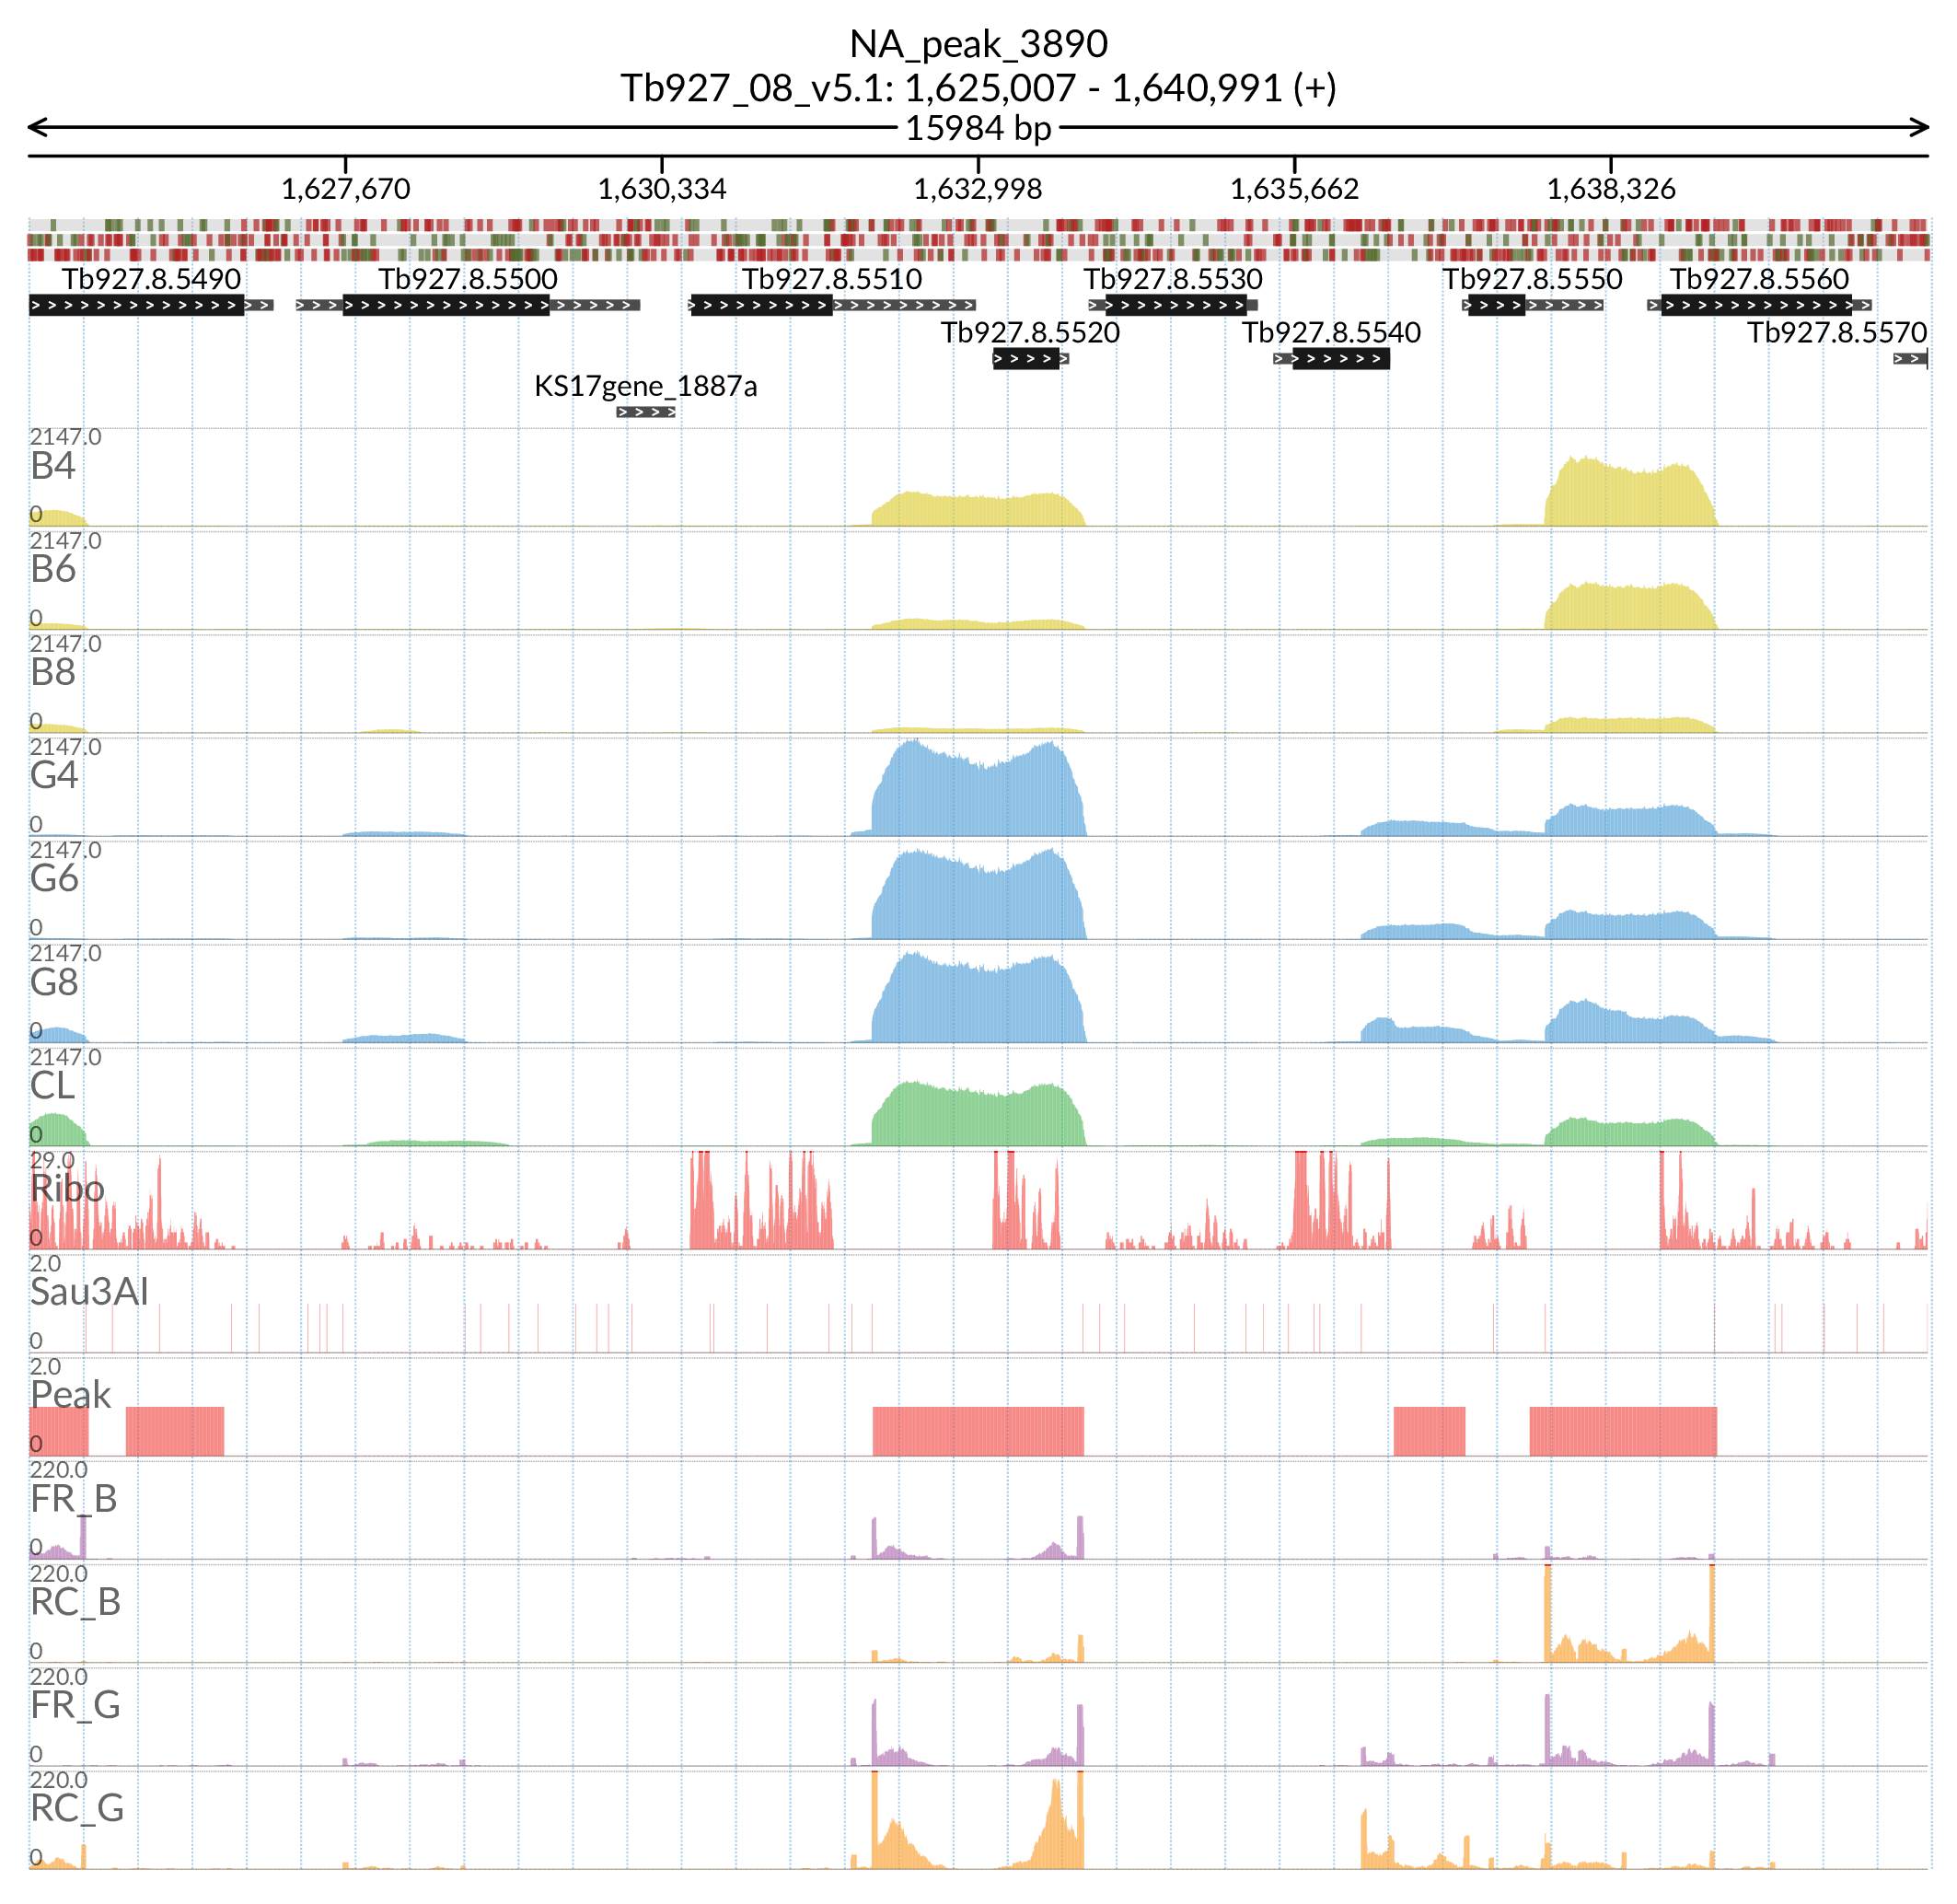 NA_peak_3890
Tb927_08_v5.1: 1,625,007 - 1,640,991 (+)
15984 bp
1,627,670 1,630,334 1,632,998 1,635,662 1,638,326
Tb927.8.5490 Tb927.8.5500 Tb927.8.5510 Tb927.8.5530 Tb927.8.5550 Tb927.8.5560
Tb927.8.5520 Tb927.8.5540 Tb927.8.5570
KS17gene_1887a
2147.0
B4
0
2147.0
B6
0
2147.0
B8
0
2147.0
G4
0
2147.0
G6
0
2147.0
G8
0
2147.0
CL
0
29.0
Ribo
0
2.0
Sau3AI
0
2.0
Peak
0
220.0
FR_B
0
220.0
RC_B
0
220.0
FR_G
0
220.0
RC_G
0